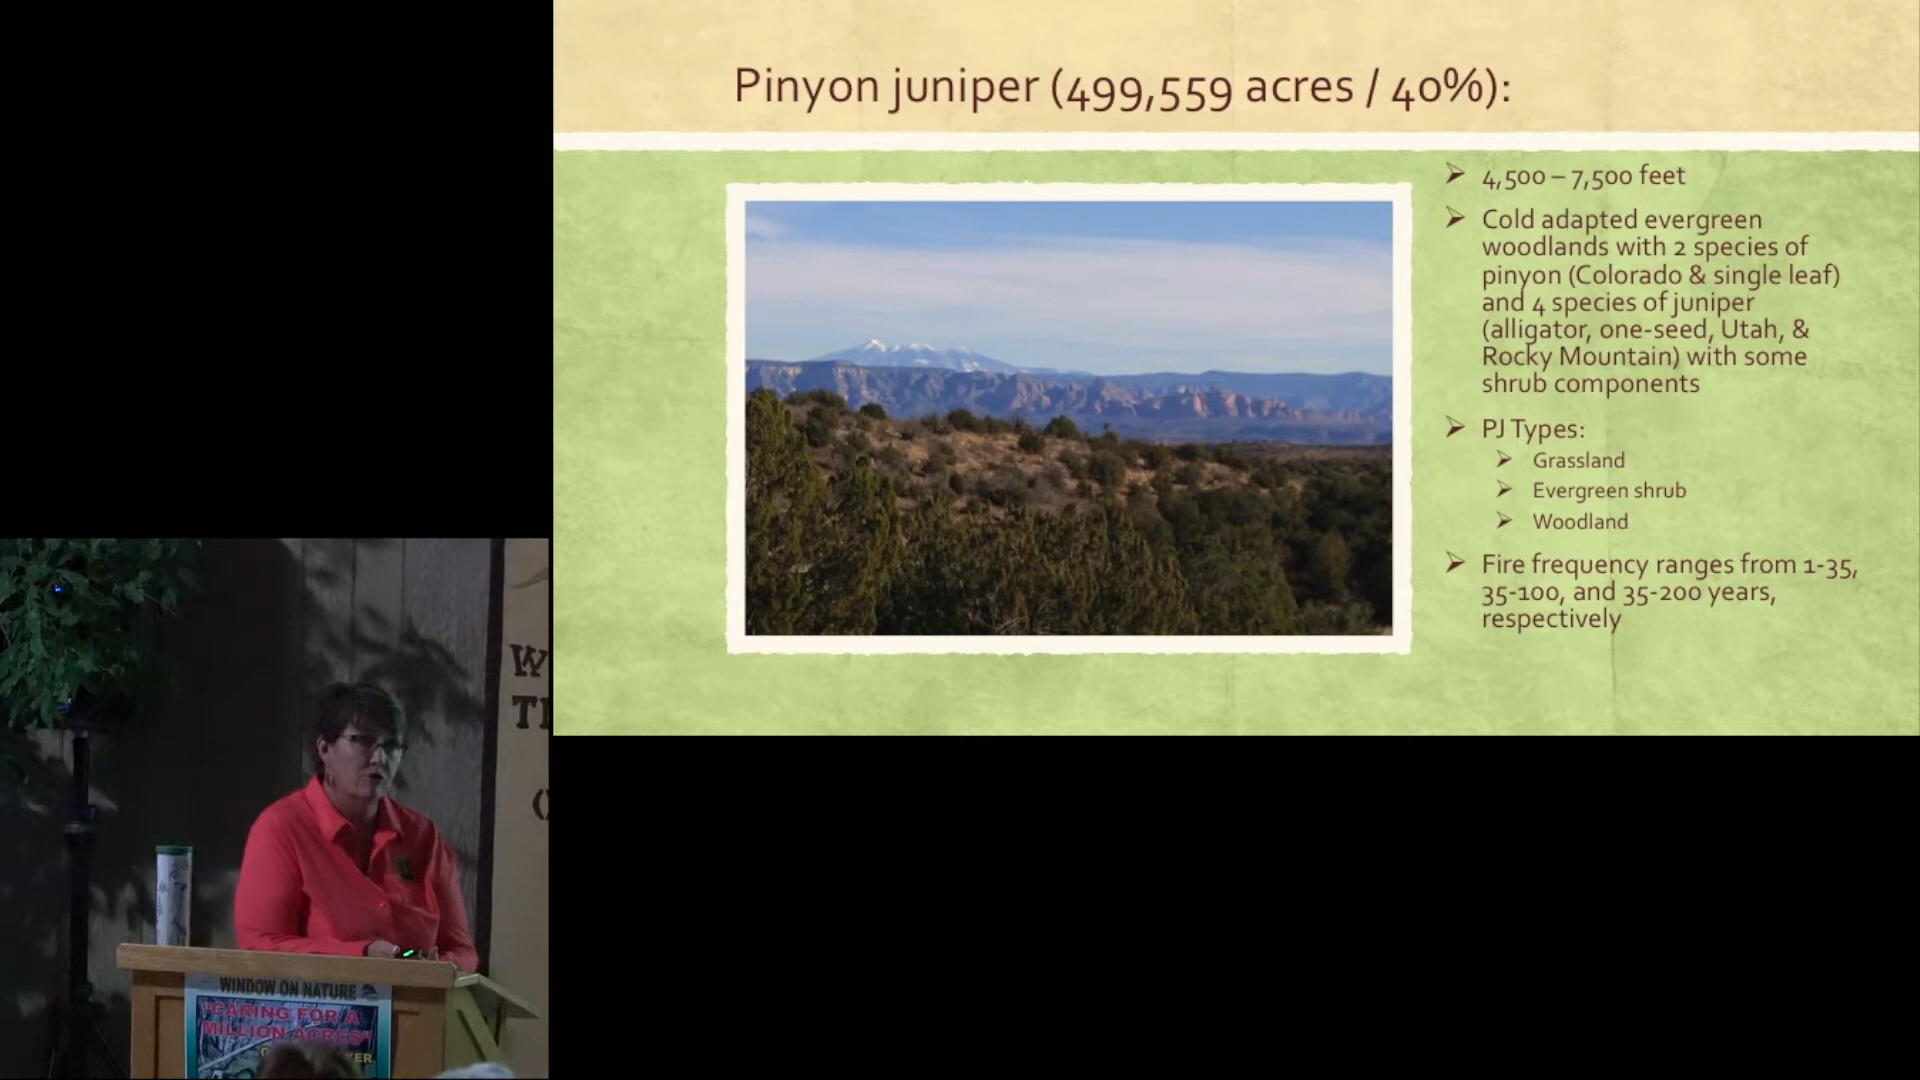 Pinyon juniper (499,559 acres / 40%):
4,500 – 7,500 feet
Cold adapted evergreen
woodlands with 2 species of
pinyon (Colorado & single leaf)
and 4 species of juniper
(alligator, one-seed, Utah, &
Rocky Mountain) with some
shrub components
PJ Types:
Grassland
Evergreen shrub
Woodland
Fire frequency ranges from 1-35,
35-100, and 35-200 years,
respectively
WINDOW ON NATURE
"CARING FOR A
MILLION ACRES"